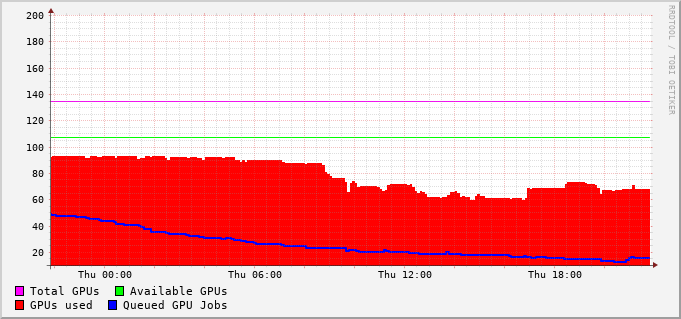 200
180
160
140
120
100
80
60
40
20
Thu 00:00 Thu 06:00 Thu 12:00 Thu 18:00
Total GPUs Available GPUs
GPUs used Queued GPU Jobs
RRDTOOL / TOBI OETIKER